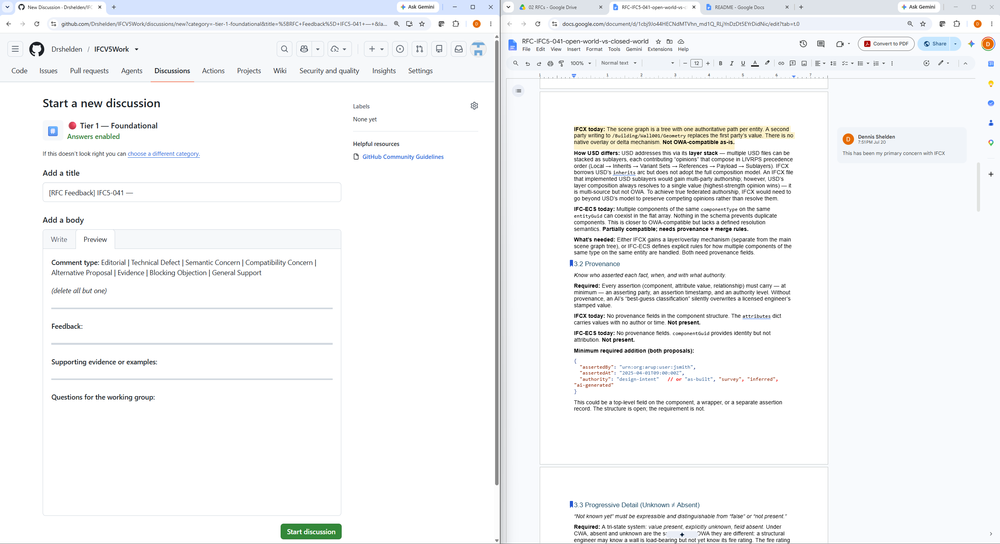 New Discussion · Drshelden/IFC
Ask Gemini
github.com/Drshelden/IFCV5Work/discussions/new?category=-tier-1-foundational&title=%5BRFC+Feedback%5D+IFC5-041+—+&la...
D
Drshelden / IFCV5Work
Code Issues Pull requests Agents Discussions Actions Projects Wiki Security and quality Insights Settings
Start a new discussion
# Tier 1 — Foundational
Answers enabled
If this doesn't look right you can choose a different category.
Add a title
[RFC Feedback] IFC5-041 —
Add a body
Write Preview
Comment type: Editorial | Technical Defect | Semantic Concern | Compatibility Concern |
Alternative Proposal | Evidence | Blocking Objection | General Support
(delete all but one)
Feedback:
Supporting evidence or examples:
Questions for the working group:
Start discussion
Labels
None yet
Helpful resources
GitHub Community Guidelines
02 RFCs - Google Drive
RFC-IFC5-041-open-world-vs-c
README - Google Docs
Ask Gemini
docs.google.com/document/d/1cbj9Jo44HECNdMTVhn_md1Q_RLjYnDzDt5EYrDidNic/edit?tab=t.0
D
RFC-IFC5-041-open-world-vs-closed-world
File Edit View Insert Format Tools Gemini Extensions Help
Convert to PDF
Share
D
100% Normal text 12 B I U A
31
1 1 2 3 4 5 6 7
IFCX today: The scene graph is a tree with one authoritative path per entity. A second
party writing to /Building/Wall001/Geometry replaces the first party's value. There is no
native overlay or delta mechanism. Not OWA-compatible as-is.
How USD differs: USD addresses this via its layer stack — multiple USD files can be
stacked as sublayers, each contributing “opinions” that compose in LIVRPS precedence
order (Local → Inherits → Variant Sets → References → Payload → Sublayers). IFCX
borrows USD's inherits arc but does not adopt the full composition model. An IFCX file
that implemented USD sublayers would gain multi-party authorship; however, USD's
layer composition always resolves to a single value (highest-strength opinion wins) — it
is multi-source but not OWA. To achieve true federated authorship, IFCX would need to
go beyond USD's model to preserve competing opinions rather than resolve them.
IFC-ECS today: Multiple components of the same componentType on the same
entityGuid can coexist in the flat array. Nothing in the schema prevents duplicate
components. This is closer to OWA-compatible but lacks a defined resolution
semantics. Partially compatible; needs provenance + merge rules.
What's needed: Either IFCX gains a layer/overlay mechanism (separate from the main
scene graph tree), or IFC-ECS defines explicit rules for how multiple components of the
same type on the same entity are handled. Both need provenance fields.
3.2 Provenance
Know who asserted each fact, when, and with what authority.
Required: Every assertion (component, attribute value, relationship) must carry — at
minimum — an asserting party, an assertion timestamp, and an authority level. Without
provenance, an AI's “best-guess classification” silently overwrites a licensed engineer's
stamped value.
IFCX today: No provenance fields in the component structure. The attributes dict
carries values with no author or time. Not present.
IFC-ECS today: No provenance fields. componentGuid provides identity but not
attribution. Not present.
Minimum required addition (both proposals):
{
"assertedBy": "urn:org:arup:user:jsmith",
"assertedAt": "2025-04-01T09:00:00Z",
"authority": "design-intent" // or "as-built", "survey", "inferred",
"ai-generated"
}
This could be a top-level field on the component, a wrapper, or a separate assertion
record. The structure is open; the requirement is not.
3.3 Progressive Detail (Unknown ≠ Absent)
“Not known yet” must be expressible and distinguishable from “false” or “not present.”
Required: A tri-state system: value present, explicitly unknown, field absent. Under
CWA, absent and unknown are the OWA they are different: a structural
engineer may know a wall is load-bearing but not yet know its fire rating. The fire rating
D Dennis Shelden
7:51 PM Jul 20
This has been my primary concern with IFCX